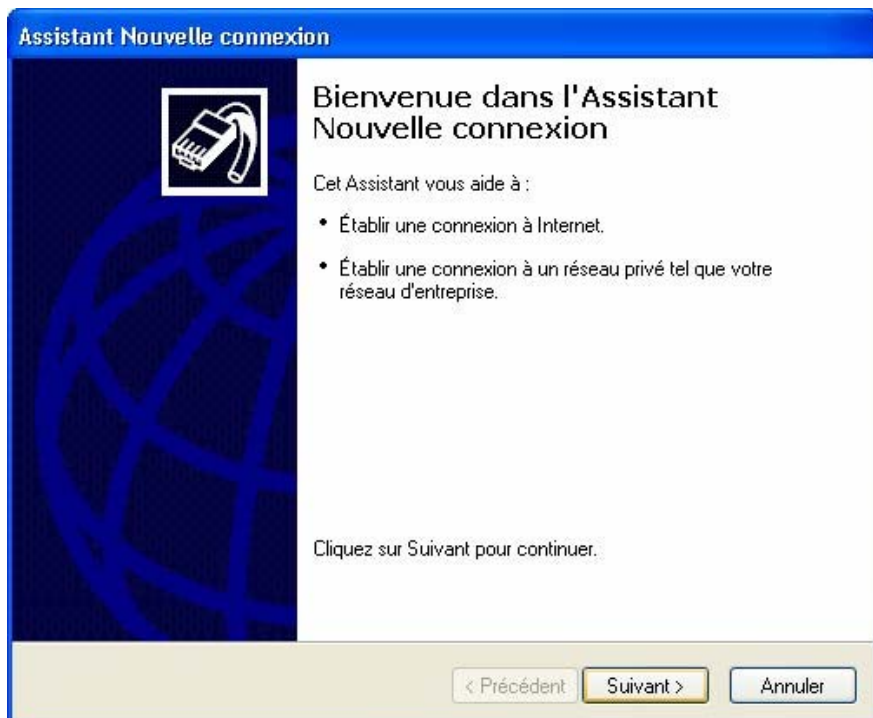 Assistant Nouvelle connexion
Bienvenue dans l'Assistant
Nouvelle connexion
Cet Assistant vous aide à :
• Établir une connexion à Internet.
• Établir une connexion à un réseau privé tel que votre
réseau d'entreprise.
Cliquez sur Suivant pour continuer.
< Précédent Suivant > Annuler